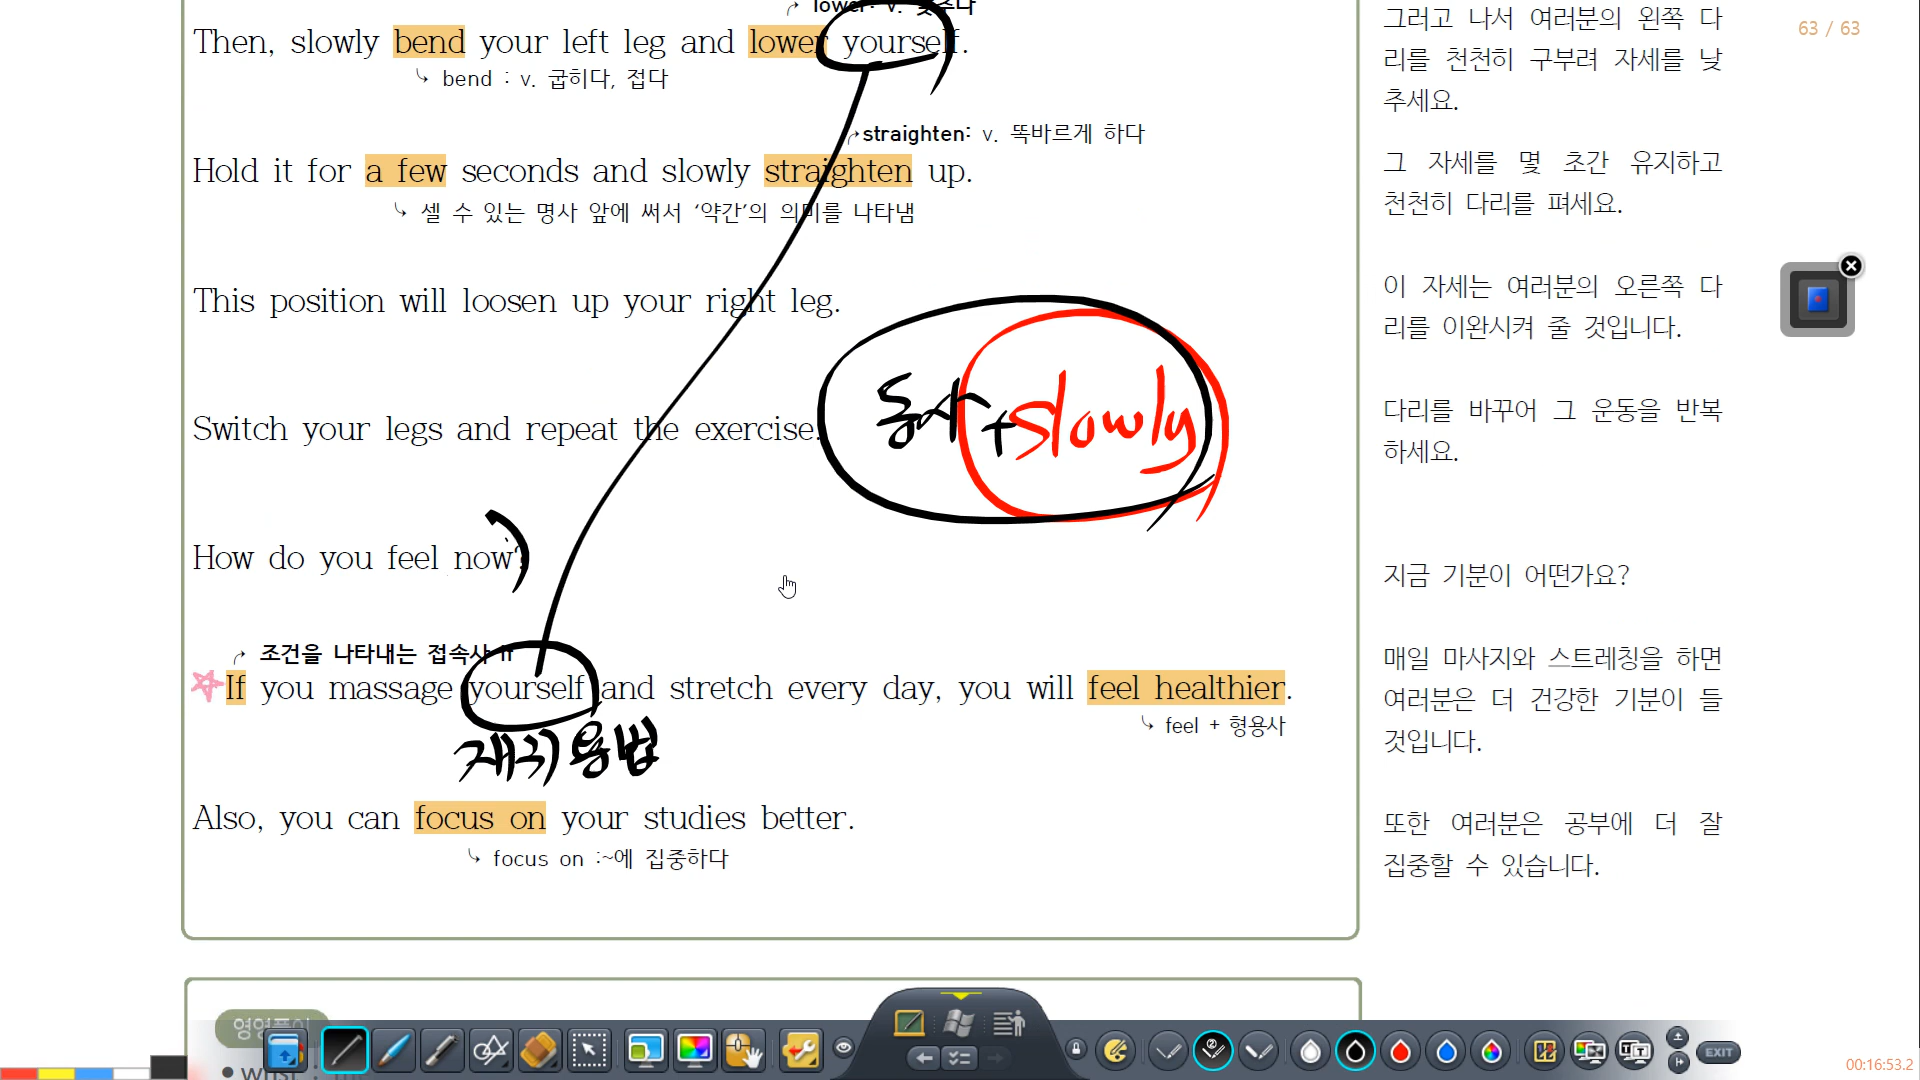 lower: v. 낮추다
Then, slowly bend your left leg and lower yourself.
bend : v. 굽히다, 접다
straighten: v. 똑바르게 하다
Hold it for a few seconds and slowly straighten up.
셀 수 있는 명사 앞에 써서 ‘약간’의 의미를 나타냄
This position will loosen up your right leg.
동사 + slowly
Switch your legs and repeat the exercise.
How do you feel now?
조건을 나타내는 접속사 if
If you massage yourself and stretch every day, you will feel healthier.
feel + 형용사
재귀용법
Also, you can focus on your studies better.
focus on :~에 집중하다
그러고 나서 여러분의 왼쪽 다
리를 천천히 구부려 자세를 낮
추세요.
그 자세를 몇 초간 유지하고
천천히 다리를 펴세요.
이 자세는 여러분의 오른쪽 다
리를 이완시켜 줄 것입니다.
다리를 바꾸어 그 운동을 반복
하세요.
지금 기분이 어떤가요?
매일 마사지와 스트레칭을 하면
여러분은 더 건강한 기분이 들
것입니다.
또한 여러분은 공부에 더 잘
집중할 수 있습니다.
63 / 63
영영풀이
EXIT
00:16:53.2